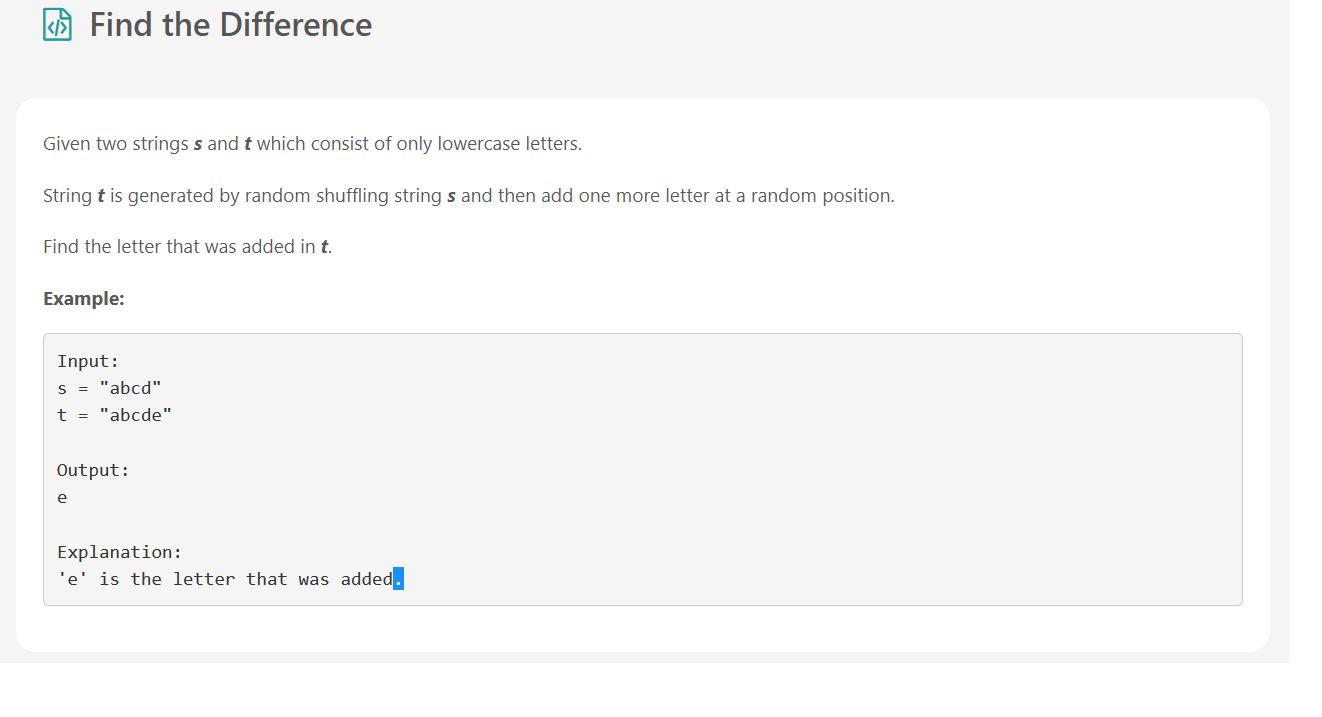 Find the Difference
Given two strings s and t which consist of only lowercase letters.
String t is generated by random shuffling string s and then add one more letter at a random position.
Find the letter that was added in t.
Example:
Input:
s = "abcd"
t = "abcde"
Output:
e
Explanation:
'e' is the letter that was added.